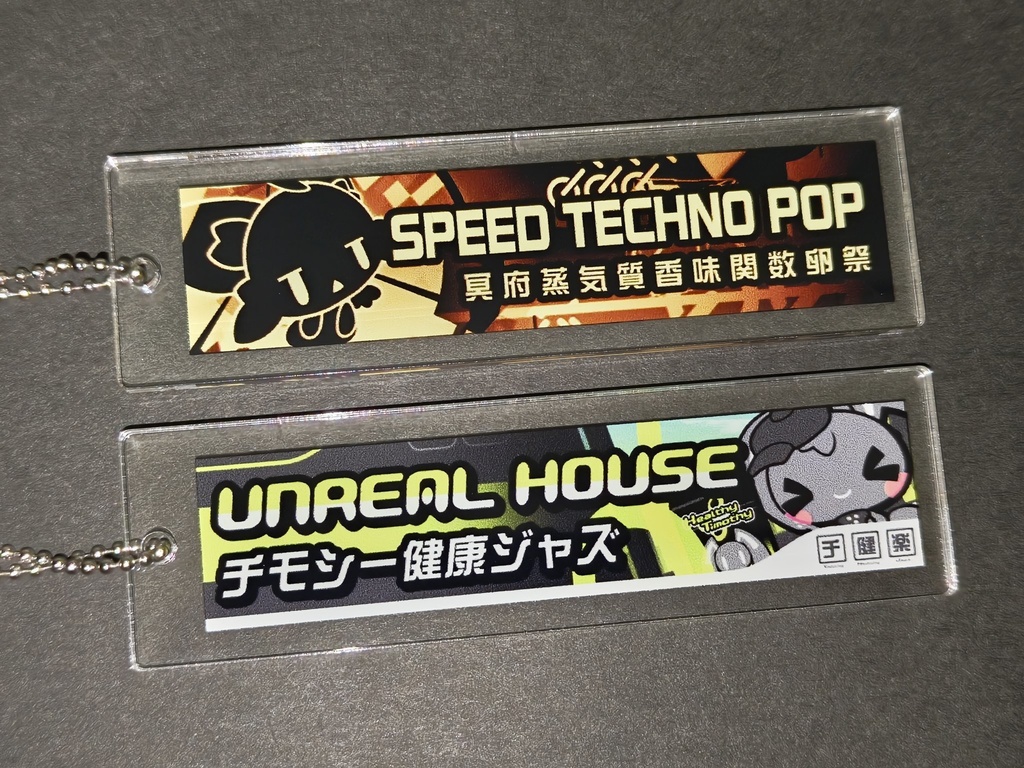 SPEED TECHNO POP
冥府蒸気質香味関数卵祭
UNREAL HOUSE
チモシー健康ジャズ
Healthy
Timothy
チ 健 楽